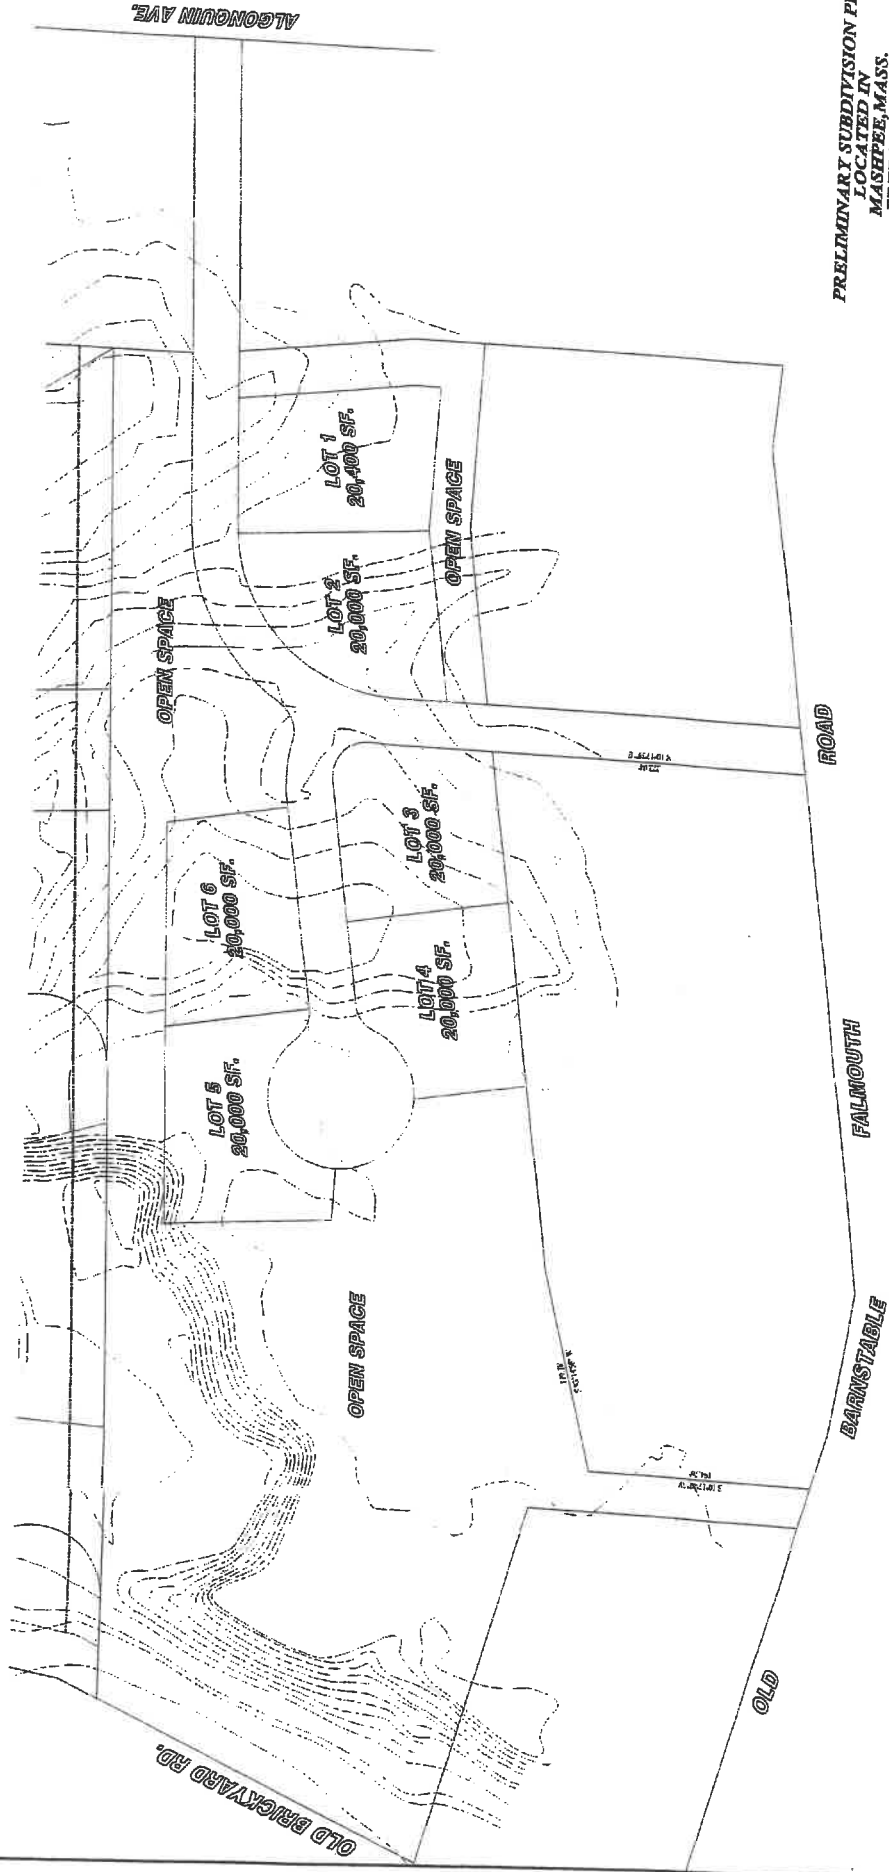 ALGONQUIN AVE.
PRELIMINARY SUBDIVISION
LOCATED IN
MASHPEE, MASS.
LOT 1
20,400 SF.
OPEN SPACE
LOT 2
20,000 SF.
OPEN SPACE
LOT 3
20,000 SF.
LOT 6
20,000 SF.
LOT 4
20,000 SF.
LOT 5
20,000 SF.
OPEN SPACE
OLD BRICKYARD RD.
OLD
BARNSTABLE
FALMOUTH
ROAD